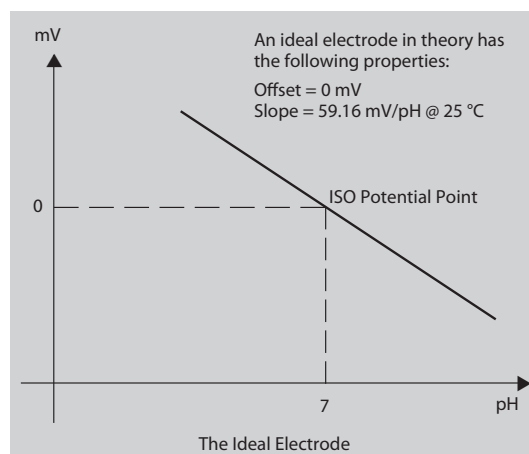 mV
An ideal electrode in theory has
the following properties:
Offset = 0 mV
Slope = 59.16 mV/pH @ 25 °C
ISO Potential Point
0
7
pH
The Ideal Electrode